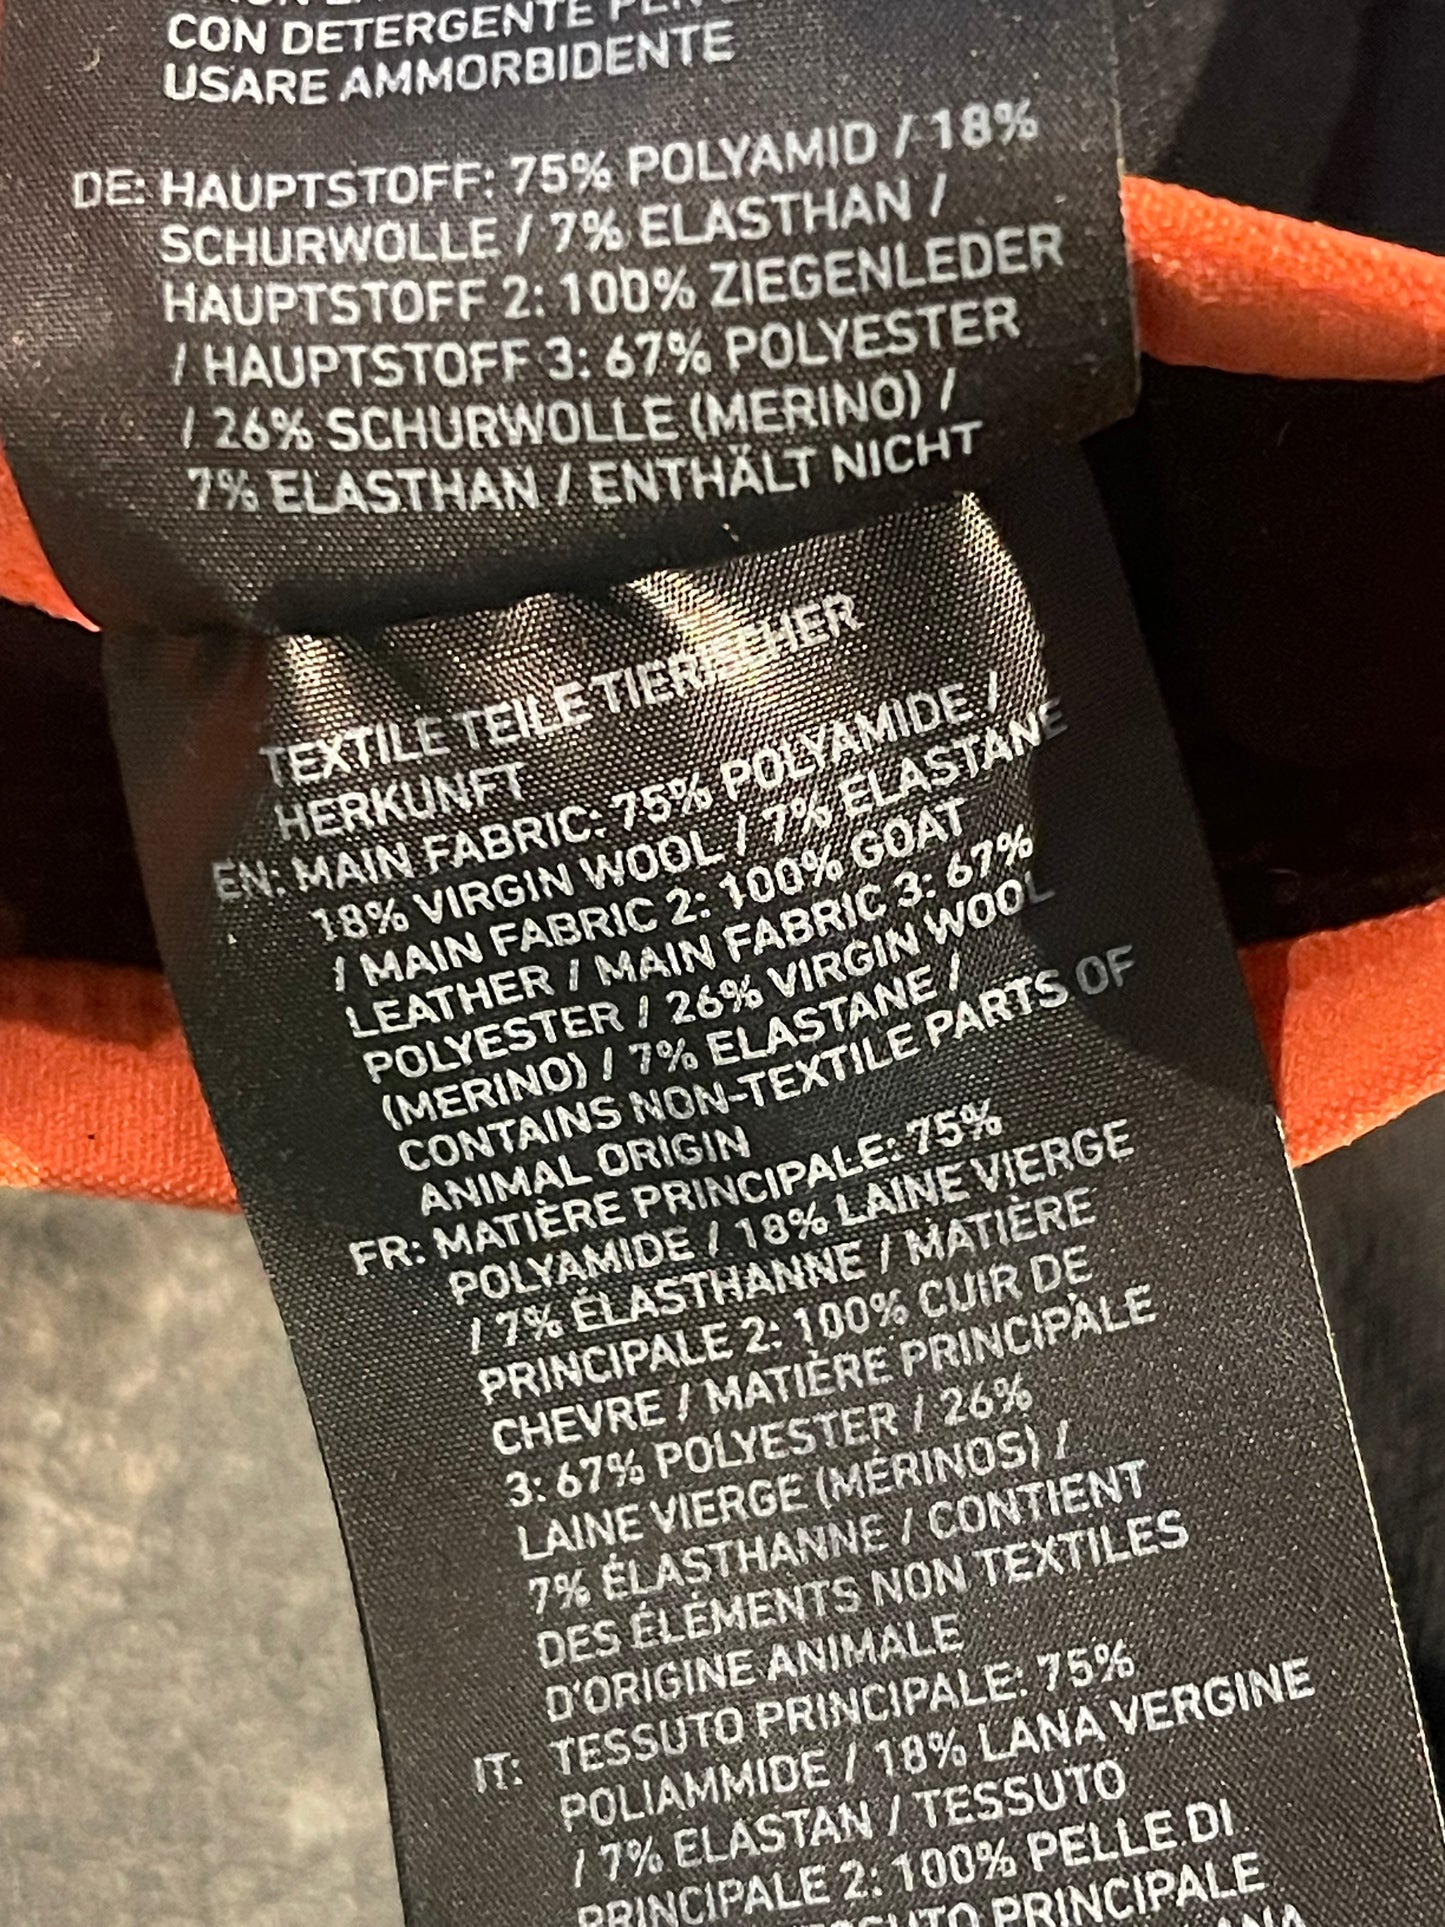 CON DETERGENTE PER
USARE AMMORBIDENTE
DE: HAUPTSTOFF: 75% POLYAMID / 18%
SCHURWOLLE / 7% ELASTHAN /
HAUPTSTOFF 2: 100% ZIEGENLEDER
/ HAUPTSTOFF 3: 67% POLYESTER
/ 26% SCHURWOLLE (MERINO) /
7% ELASTHAN / ENTHÄLT NICHT
TEXTILE TEILE TIERISCHER
HERKUNFT
EN: MAIN FABRIC: 75% POLYAMIDE /
18% VIRGIN WOOL / 7% ELASTANE
/ MAIN FABRIC 2: 100% GOAT
LEATHER / MAIN FABRIC 3: 67%
POLYESTER / 26% VIRGIN WOOL
(MERINO) / 7% ELASTANE /
CONTAINS NON-TEXTILE PARTS OF
ANIMAL ORIGIN
FR: MATIÈRE PRINCIPALE: 75%
POLYAMIDE / 18% LAINE VIERGE
/ 7% ÉLASTHANNE / MATIÈRE
PRINCIPALE 2: 100% CUIR DE
CHEVRE / MATIÈRE PRINCIPALE
3: 67% POLYESTER / 26%
LAINE VIERGE (MÉRINOS) /
7% ÉLASTHANNE / CONTIENT
DES ÉLÉMENTS NON TEXTILES
D'ORIGINE ANIMALE
IT: TESSUTO PRINCIPALE: 75%
POLIAMMIDE / 18% LANA VERGINE
/ 7% ELASTAN / TESSUTO
PRINCIPALE 2: 100% PELLE DI
TESSUTO PRINCIPALE